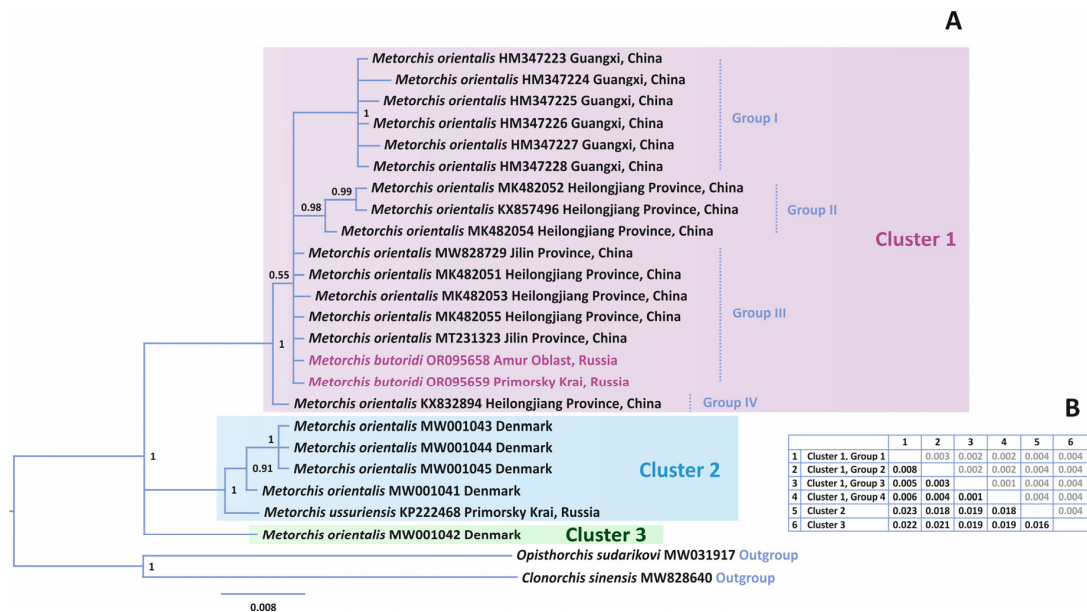 A
Metorchis orientalis HM347223 Guangxi, China
Metorchis orientalis HM347224 Guangxi, China
Metorchis orientalis HM347225 Guangxi, China
1
Metorchis orientalis HM347226 Guangxi, China
Group I
Metorchis orientalis HM347227 Guangxi, China
Metorchis orientalis HM347228 Guangxi, China
0.99
Metorchis orientalis MK482052 Heilongjiang Province, China
0.98
Metorchis orientalis KX857496 Heilongjiang Province, China
Group II
Metorchis orientalis MK482054 Heilongjiang Province, China
Cluster 1
Metorchis orientalis MW828729 Jilin Province, China
0.55
Metorchis orientalis MK482051 Heilongjiang Province, China
Metorchis orientalis MK482053 Heilongjiang Province, China
Group III
Metorchis orientalis MK482055 Heilongjiang Province, China
1
Metorchis orientalis MT231323 Jilin Province, China
Metorchis butoridi OR095658 Amur Oblast, Russia
Metorchis butoridi OR095659 Primorsky Krai, Russia
Metorchis orientalis KX832894 Heilongjiang Province, China
Group IV
Metorchis orientalis MW001043 Denmark
1
Metorchis orientalis MW001044 Denmark
1
0.91
Metorchis orientalis MW001045 Denmark
Cluster 2
1
Metorchis orientalis MW001041 Denmark
Metorchis ussuriensis KP222468 Primorsky Krai, Russia
Metorchis orientalis MW001042 Denmark
Cluster 3
Opisthorchis sudarikovi MW031917 Outgroup
1
Clonorchis sinensis MW828640 Outgroup
0.008
B
1 2 3 4 5 6
1 Cluster 1, Group 1 0.003 0.002 0.002 0.004 0.004
2 Cluster 1, Group 2 0.008 0.002 0.002 0.004 0.004
3 Cluster 1, Group 3 0.005 0.003 0.001 0.004 0.004
4 Cluster 1, Group 4 0.006 0.004 0.001 0.004 0.004
5 Cluster 2 0.023 0.018 0.019 0.018 0.004
6 Cluster 3 0.022 0.021 0.019 0.019 0.016